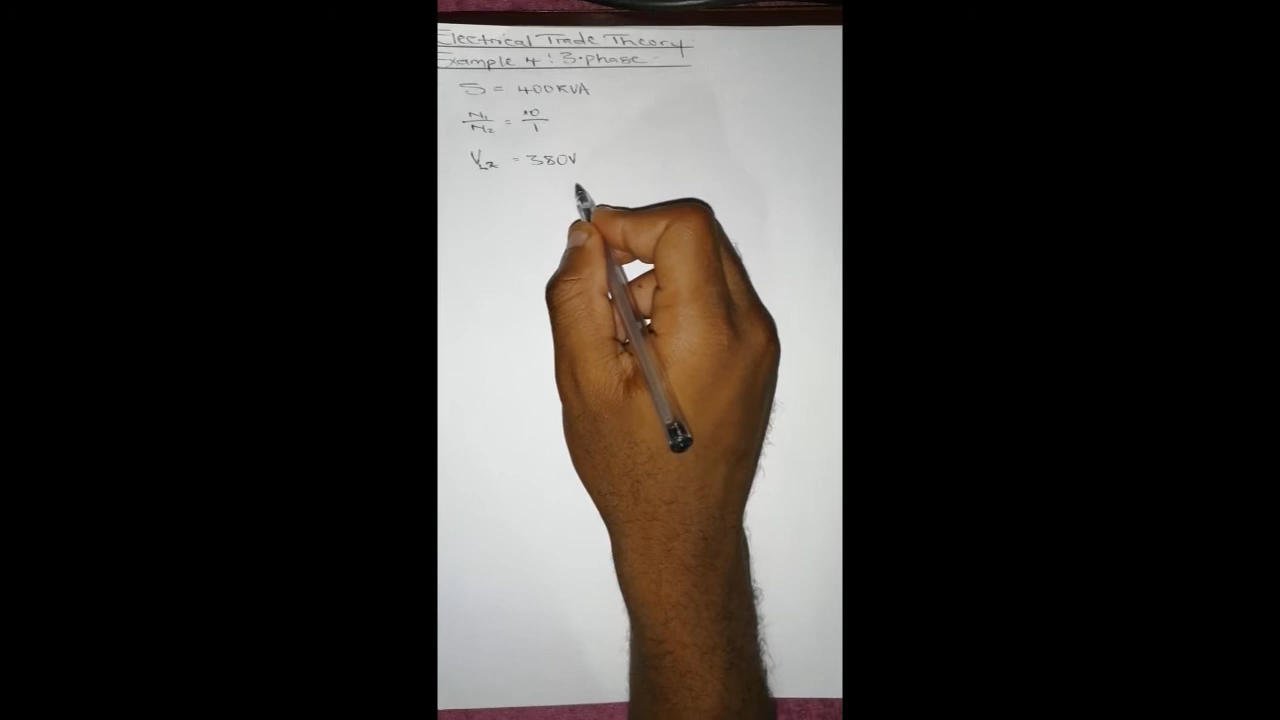 Electrical Trade Theory
Example 4 : 3-phase
S = 400KVA
N1/N2 = 10/1
VL2 = 380V